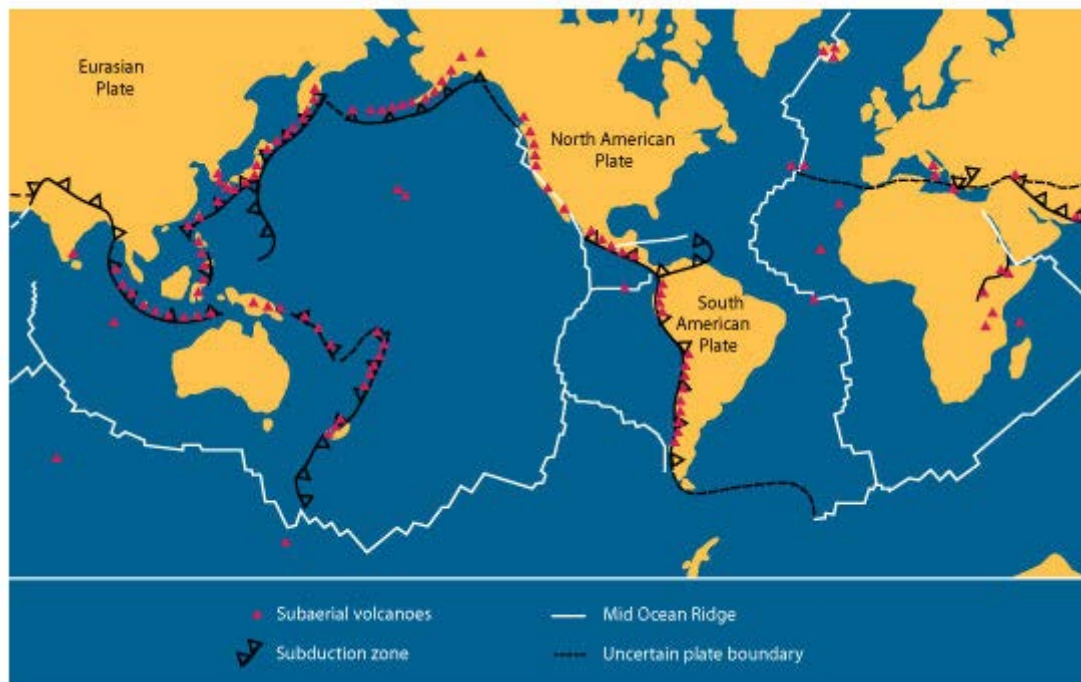 Eurasian
Plate
North American
Plate
South
American
Plate
Subaerial volcanoes
Mid Ocean Ridge
Subduction zone
Uncertain plate boundary